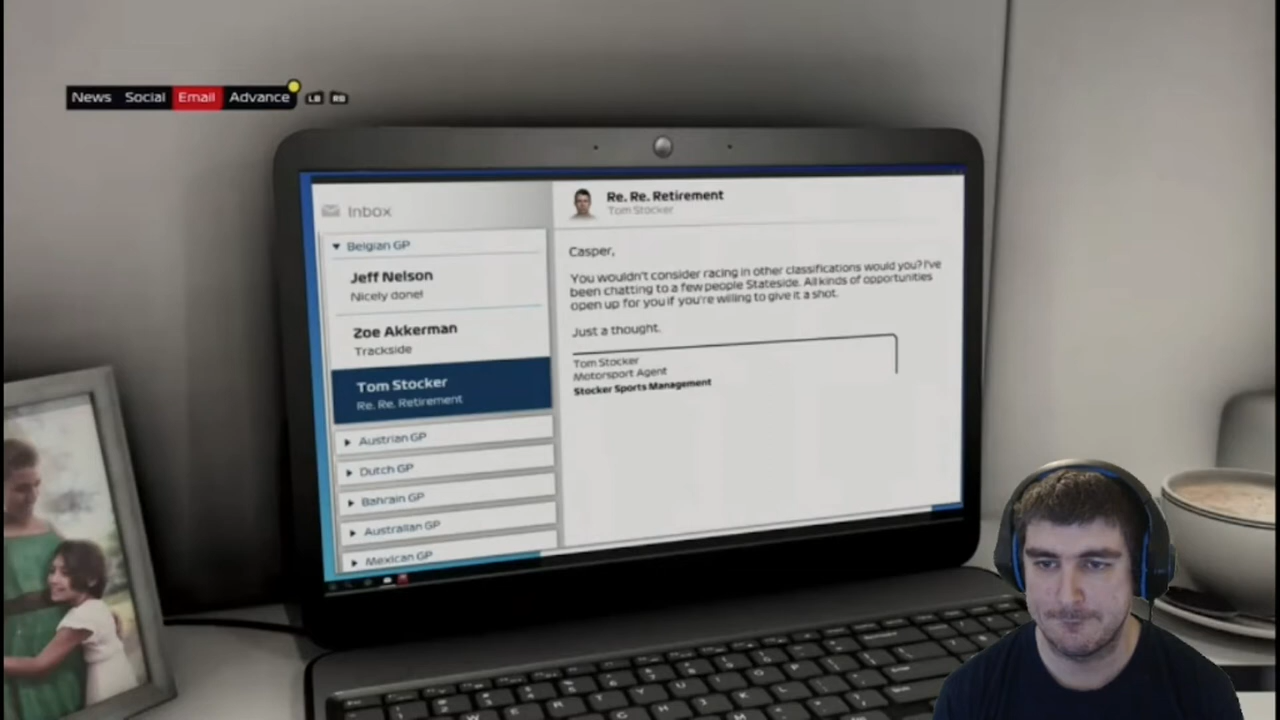 News Social Email Advance LB RB
Inbox
Belgian GP
Jeff Nelson
Nicely done!
Zoe Akkerman
Trackside
Tom Stocker
Re. Re. Retirement
Austrian GP
Dutch GP
Bahrain GP
Australian GP
Mexican GP
Re. Re. Retirement
Tom Stocker
Casper,
You wouldn't consider racing in other classifications would you? I've
been chatting to a few people Stateside. All kinds of opportunities
open up for you if you're willing to give it a shot.
Just a thought.
Tom Stocker
Motorsport Agent
Stocker Sports Management